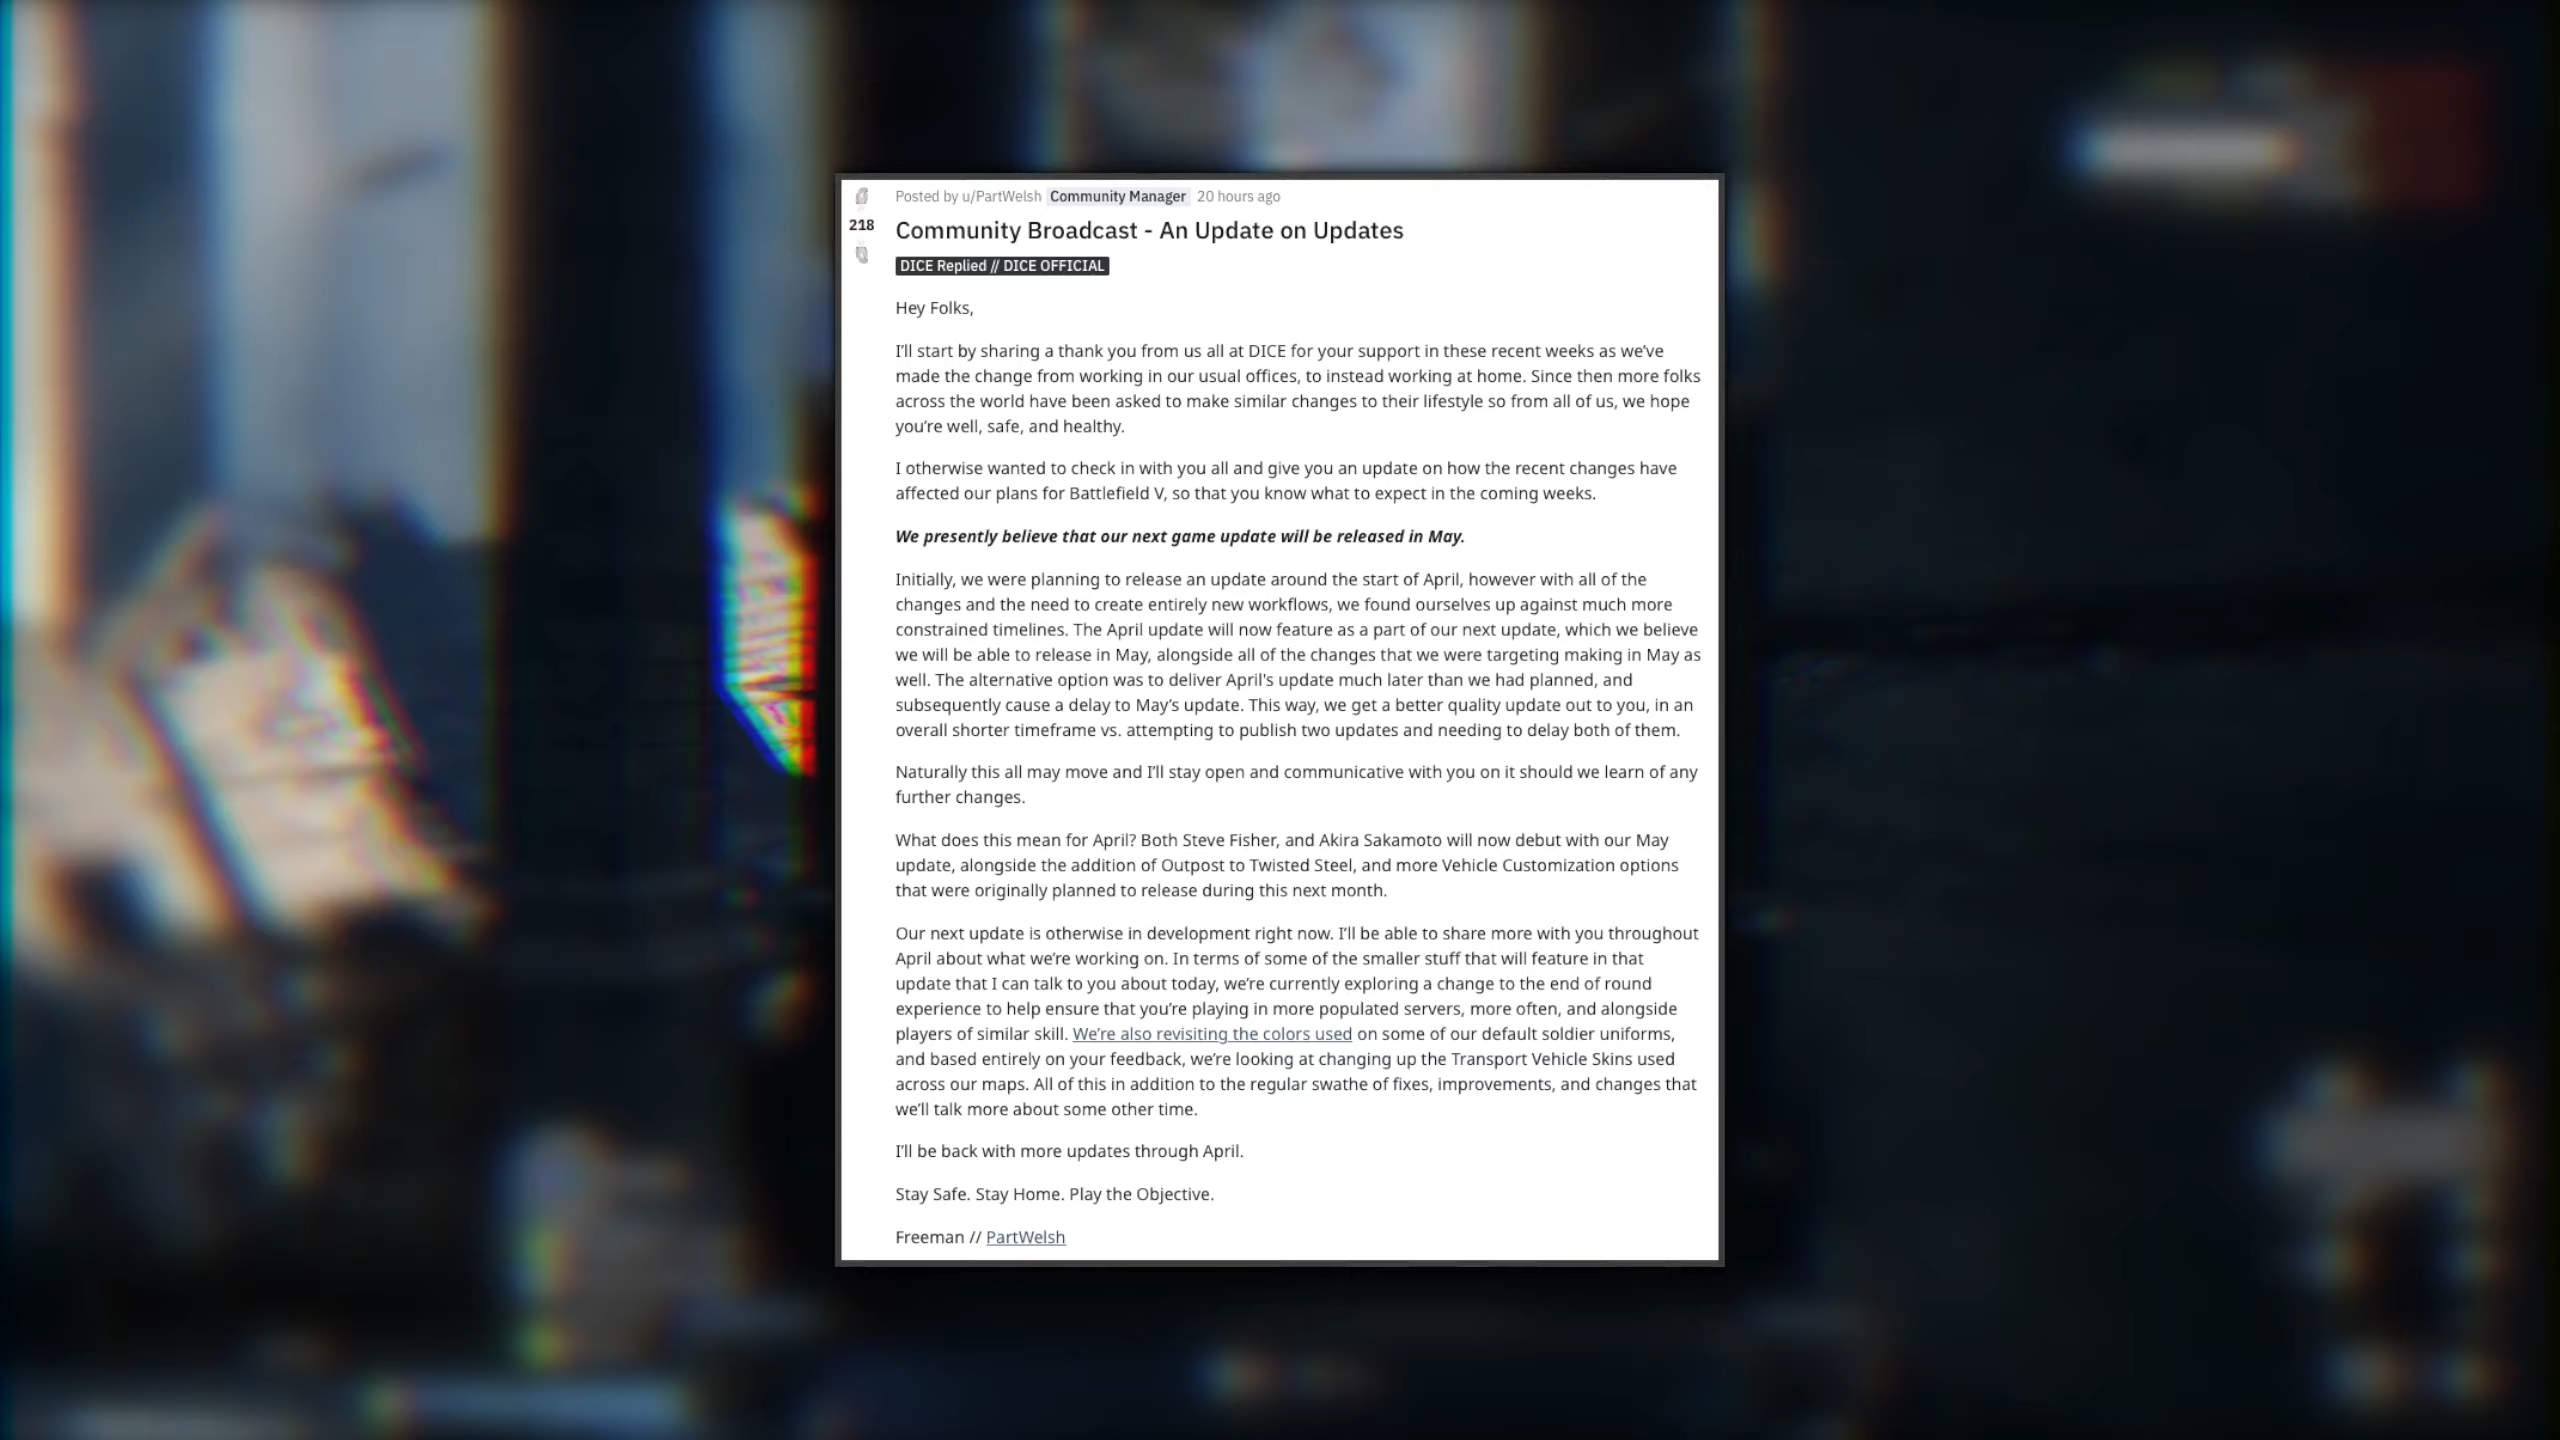 Posted by u/PartWelsh Community Manager 20 hours ago
218
Community Broadcast - An Update on Updates
DICE Replied // DICE OFFICIAL
Hey Folks,
I'll start by sharing a thank you from us all at DICE for your support in these recent weeks as we've
made the change from working in our usual offices, to instead working at home. Since then more folks
across the world have been asked to make similar changes to their lifestyle so from all of us, we hope
you're well, safe, and healthy.
I otherwise wanted to check in with you all and give you an update on how the recent changes have
affected our plans for Battlefield V, so that you know what to expect in the coming weeks.
We presently believe that our next game update will be released in May.
Initially, we were planning to release an update around the start of April, however with all of the
changes and the need to create entirely new workflows, we found ourselves up against much more
constrained timelines. The April update will now feature as a part of our next update, which we believe
we will be able to release in May, alongside all of the changes that we were targeting making in May as
well. The alternative option was to deliver April's update much later than we had planned, and
subsequently cause a delay to May's update. This way, we get a better quality update out to you, in an
overall shorter timeframe vs. attempting to publish two updates and needing to delay both of them.
Naturally this all may move and I'll stay open and communicative with you on it should we learn of any
further changes.
What does this mean for April? Both Steve Fisher, and Akira Sakamoto will now debut with our May
update, alongside the addition of Outpost to Twisted Steel, and more Vehicle Customization options
that were originally planned to release during this next month.
Our next update is otherwise in development right now. I'll be able to share more with you throughout
April about what we're working on. In terms of some of the smaller stuff that will feature in that
update that I can talk to you about today, we're currently exploring a change to the end of round
experience to help ensure that you're playing in more populated servers, more often, and alongside
players of similar skill. We're also revisiting the colors used on some of our default soldier uniforms,
and based entirely on your feedback, we're looking at changing up the Transport Vehicle Skins used
across our maps. All of this in addition to the regular swathe of fixes, improvements, and changes that
we'll talk more about some other time.
I'll be back with more updates through April.
Stay Safe. Stay Home. Play the Objective.
Freeman // PartWelsh